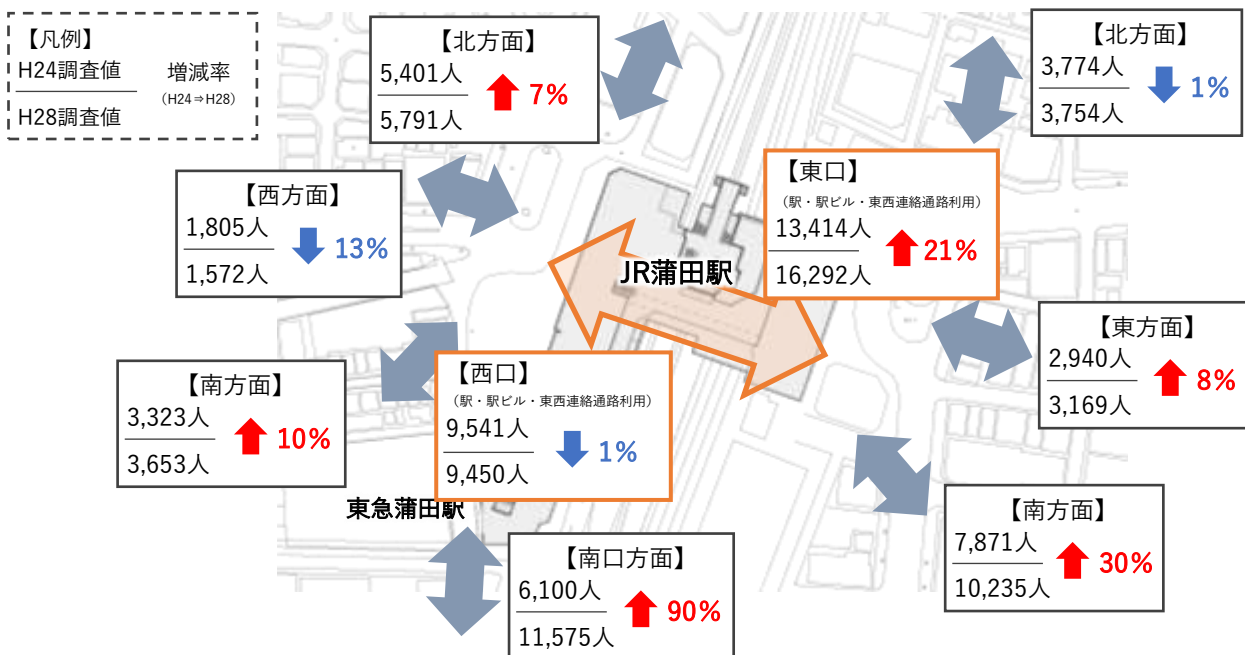 【凡例】
H24調査値
H28調査値
増減率
（H24⇒H28）
【北方面】
5,401人
5,791人
7%
【北方面】
3,774人
3,754人
1%
【西方面】
1,805人
1,572人
13%
【東口】
（駅・駅ビル・東西連絡通路利用）
13,414人
16,292人
21%
JR蒲田駅
【南方面】
3,323人
3,653人
10%
【西口】
（駅・駅ビル・東西連絡通路利用）
9,541人
9,450人
1%
【東方面】
2,940人
3,169人
8%
東急蒲田駅
【南口方面】
6,100人
11,575人
90%
【南方面】
7,871人
10,235人
30%